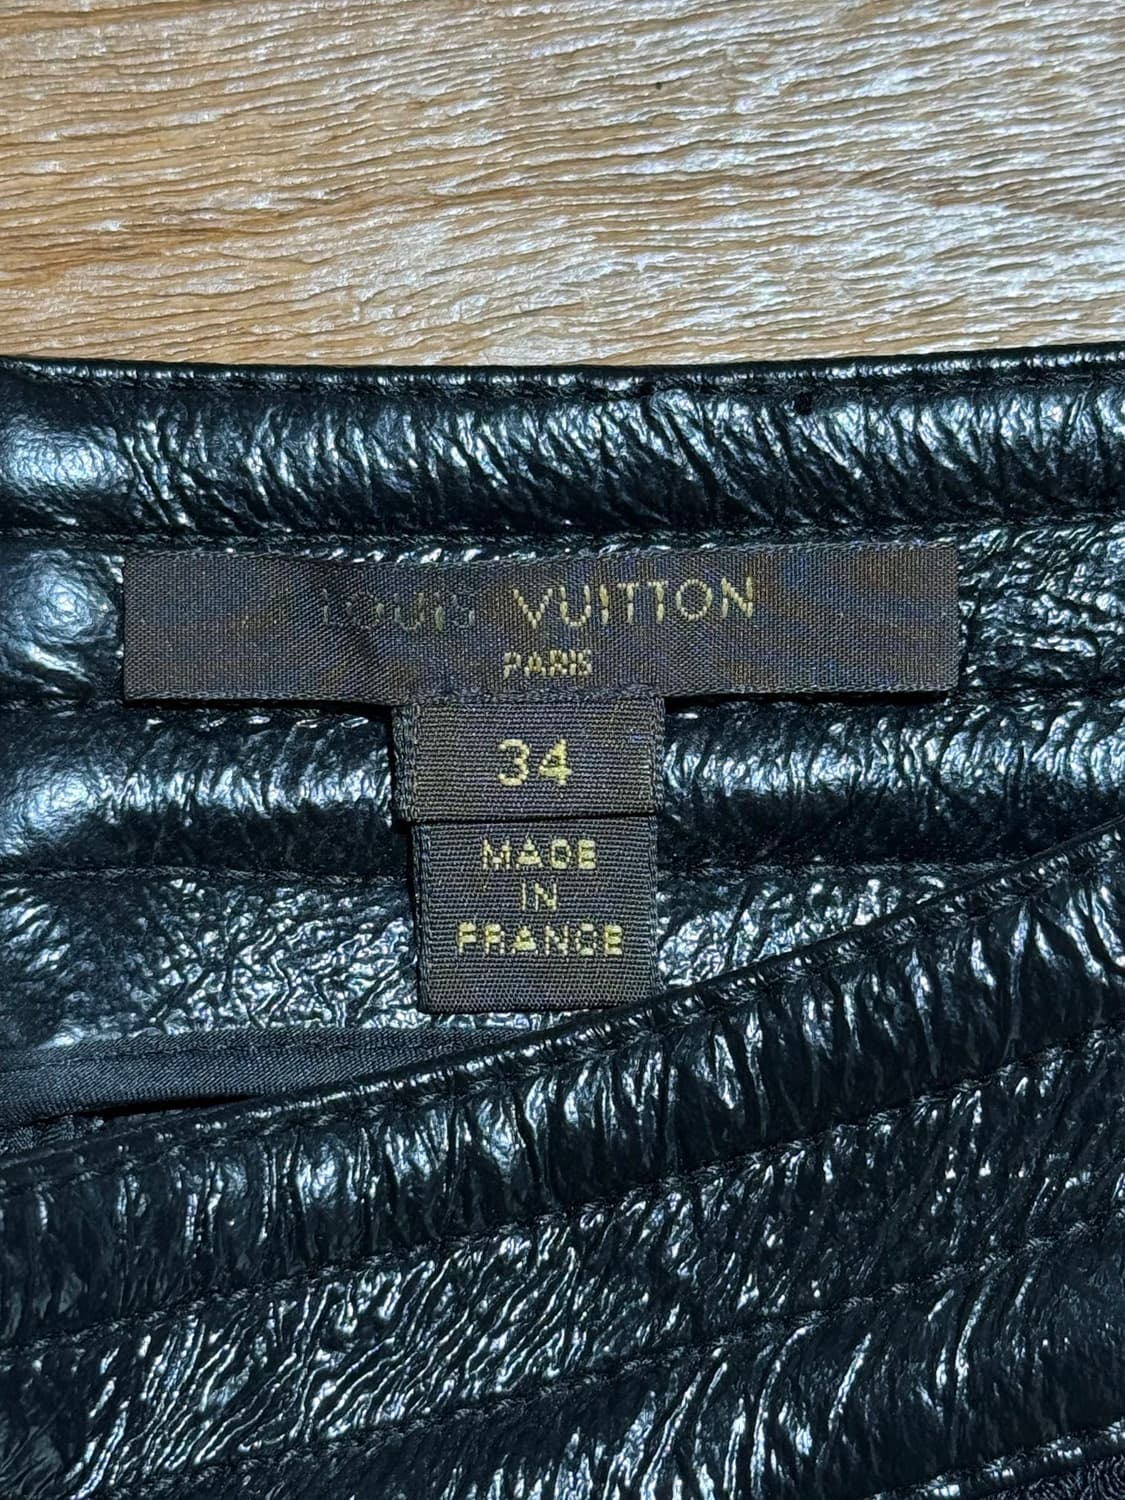 LOUIS VUITTON
PARIS
34
MADE
IN
FRANCE